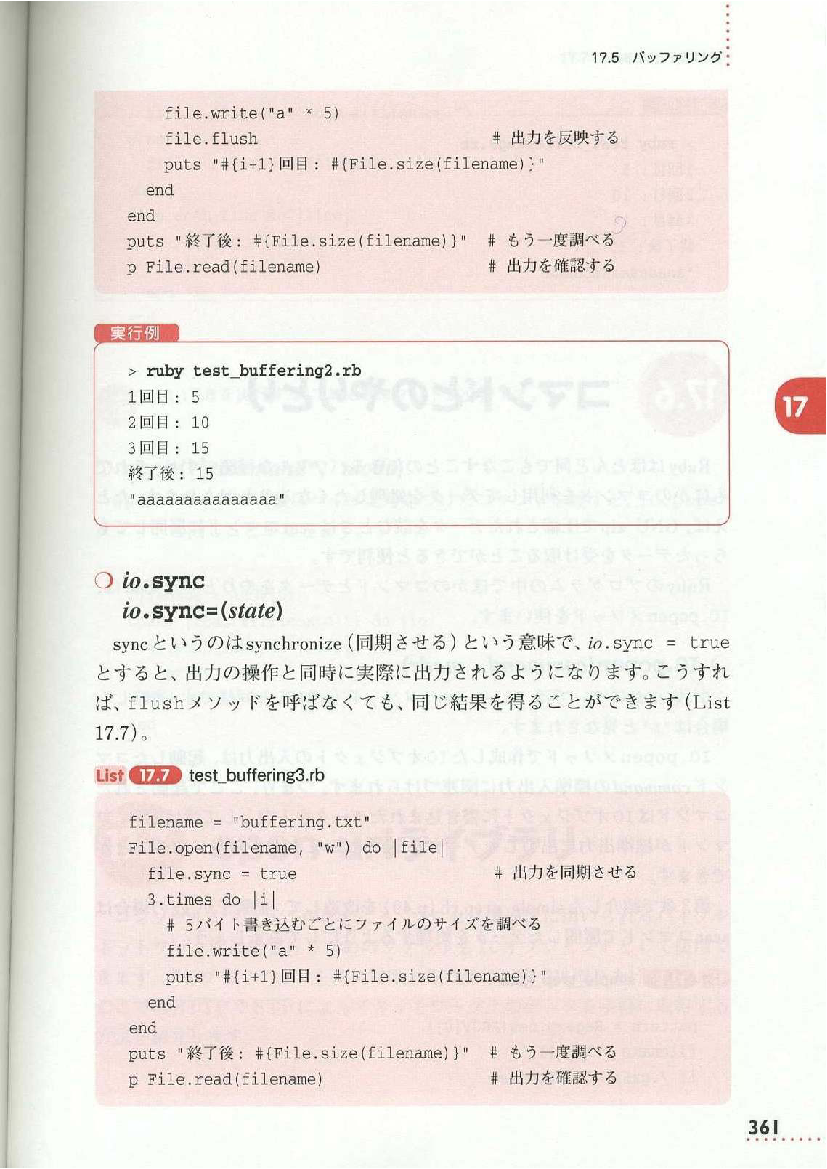 17.5 バッファリング
file.write("a" * 5)
file.flush # 出力を反映する
puts "#{i+1}回目: #{File.size(filename)}"
end
end
puts "終了後: #{File.size(filename)}" # もう一度調べる
p File.read(filename) # 出力を確認する
実行例
> ruby test_buffering2.rb
1回目: 5
2回目: 10
3回目: 15
終了後: 15
"aaaaaaaaaaaaaaa"
17
io.sync
io.sync=(state)
syncというのはsynchronize(同期させる)という意味で、io.sync = true
とすると、出力の操作と同時に実際に出力されるようになります。こうすれ
ば、flushメソッドを呼ばなくても、同じ結果を得ることができます(List
17.7)。
List 17.7 test_buffering3.rb
filename = "buffering.txt"
File.open(filename, "w") do |file|
file.sync = true # 出力を同期させる
3.times do |i|
# 5バイト書き込むごとにファイルのサイズを調べる
file.write("a" * 5)
puts "#{i+1}回目: #{File.size(filename)}"
end
end
puts "終了後: #{File.size(filename)}" # もう一度調べる
p File.read(filename) # 出力を確認する
361